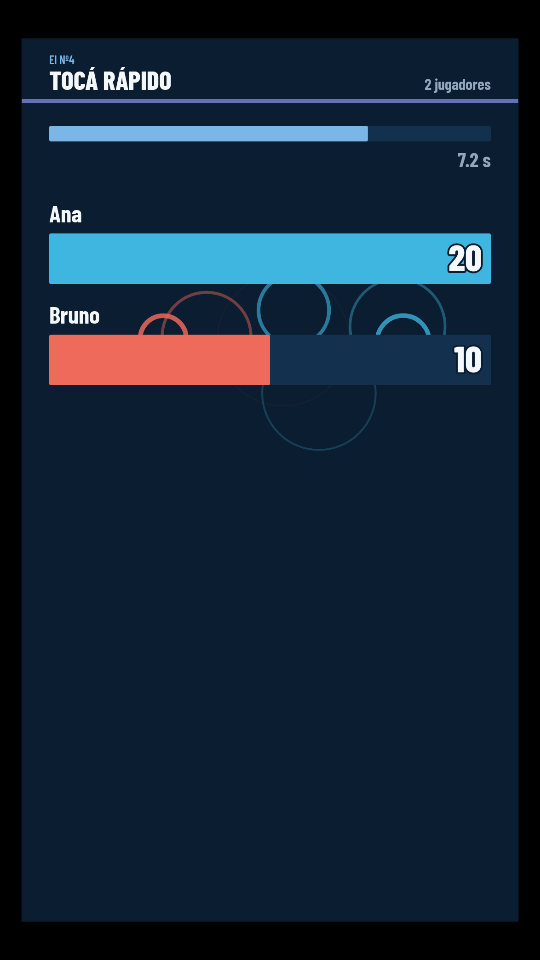 El Nº4
TOCÁ RÁPIDO
2 jugadores
7.2 s
Ana
20
Bruno
10